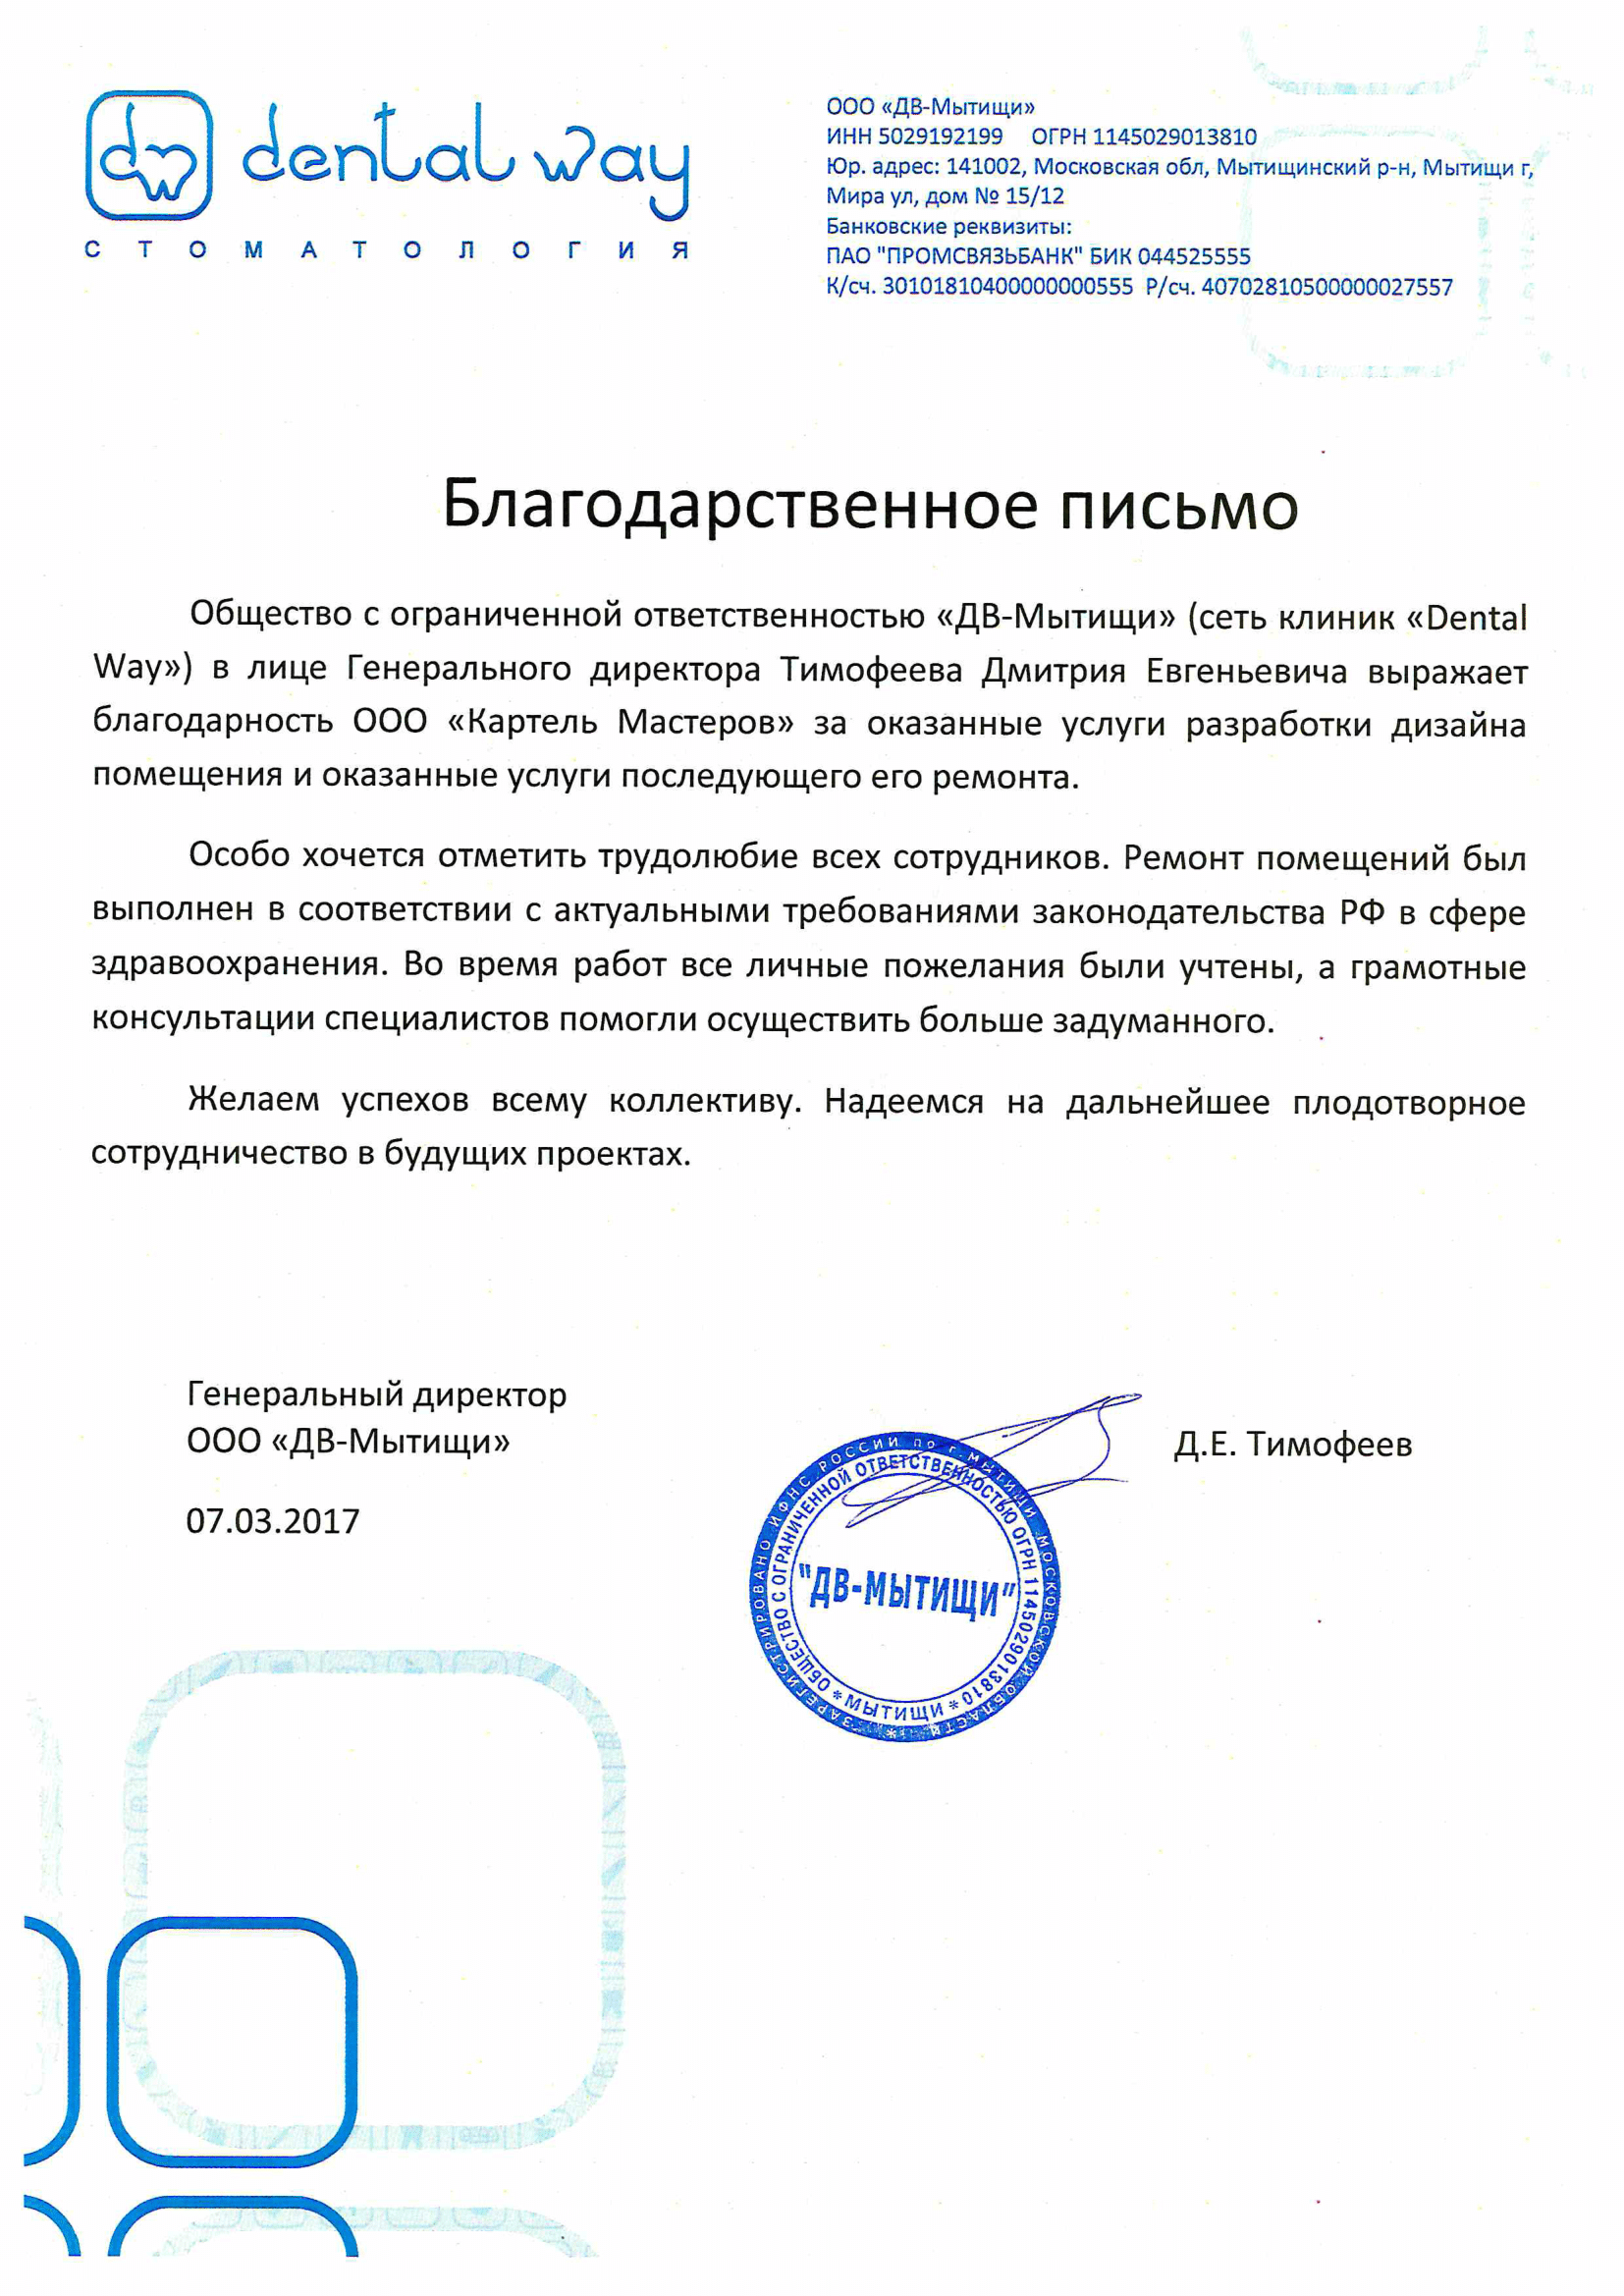 dental way
СТОМАТОЛОГИЯ
ООО «ДВ-Мытищи»
ИНН 5029192199 ОГРН 1145029013810
Юр. адрес: 141002, Московская обл, Мытищинский р-н, Мытищи г,
Мира ул, дом № 15/12
Банковские реквизиты:
ПАО "ПРОМСВЯЗЬБАНК" БИК 044525555
К/сч. 30101810400000000555 Р/сч. 40702810500000027557
Благодарственное письмо
Общество с ограниченной ответственностью «ДВ-Мытищи» (сеть клиник «Dental
Way») в лице Генерального директора Тимофеева Дмитрия Евгеньевича выражает
благодарность ООО «Картель Мастеров» за оказанные услуги разработки дизайна
помещения и оказанные услуги последующего его ремонта.
Особо хочется отметить трудолюбие всех сотрудников. Ремонт помещений был
выполнен в соответствии с актуальными требованиями законодательства РФ в сфере
здравоохранения. Во время работ все личные пожелания были учтены, а грамотные
консультации специалистов помогли осуществить больше задуманного.
Желаем успехов всему коллективу. Надеемся на дальнейшее плодотворное
сотрудничество в будущих проектах.
Генеральный директор
ООО «ДВ-Мытищи»
Д.Е. Тимофеев
07.03.2017
ЗАРЕГИСТРИРОВАНО ИФНС РОССИИ по г.МЫТИЩИ МОСКОВСКОЙ ОБЛАСТИ
ОБЩЕСТВО С ОГРАНИЧЕННОЙ ОТВЕТСТВЕННОСТЬЮ ОГРН 1145029013810
* МЫТИЩИ *
"ДВ-МЫТИЩИ"